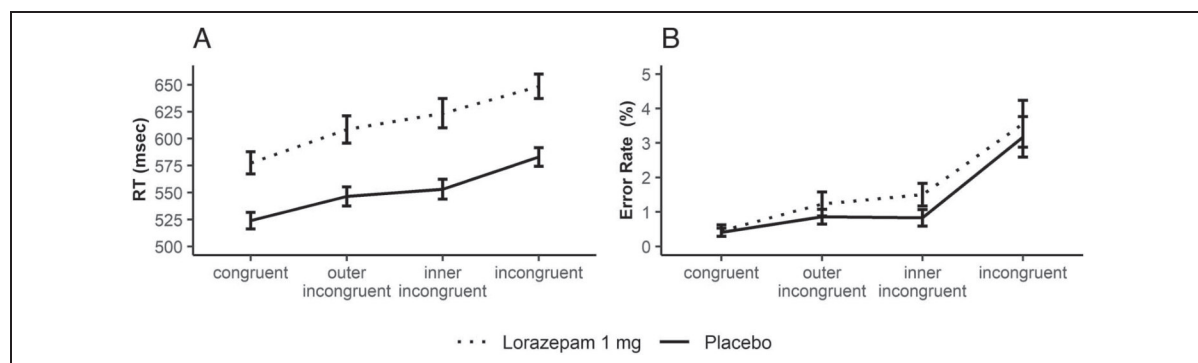 A
RT (msec)
650
625
600
575
550
525
500
congruent
outer
incongruent
inner
incongruent
incongruent
B
Error Rate (%)
5
4
3
2
1
0
congruent
outer
incongruent
inner
incongruent
incongruent
Lorazepam 1 mg
Placebo